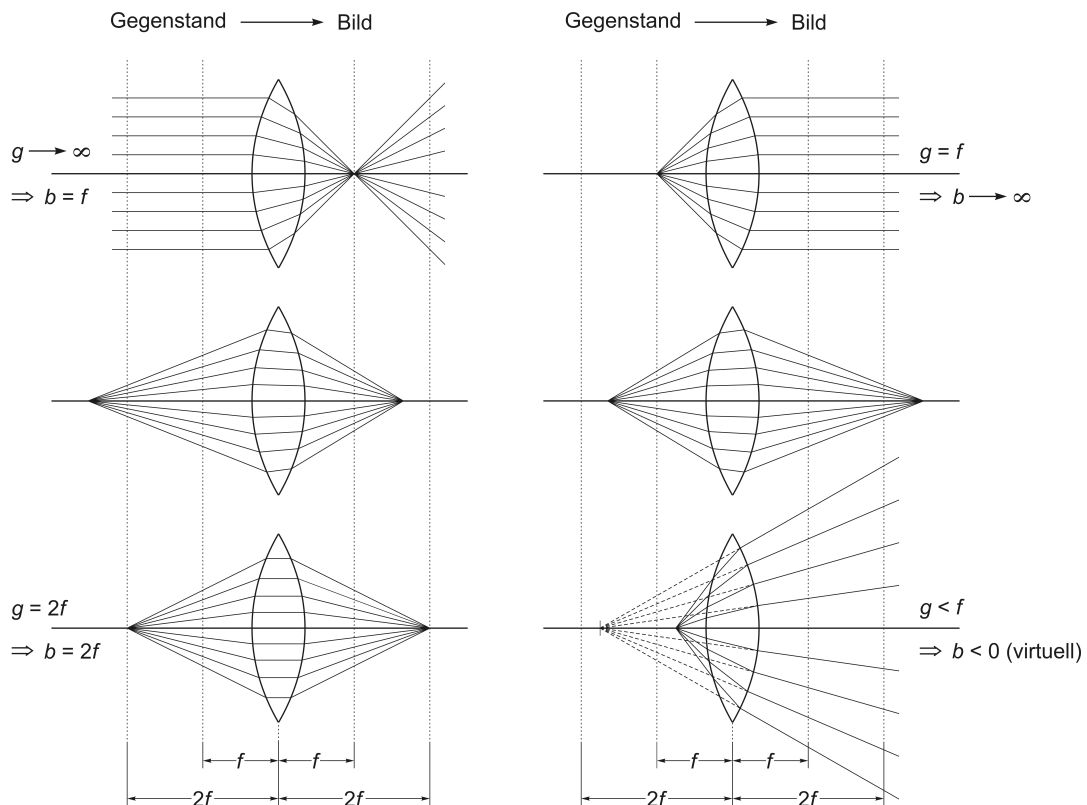 Gegenstand ⟶ Bild
Gegenstand ⟶ Bild
g ⟶ ∞
⇒ b = f
g = f
⇒ b ⟶ ∞
g = 2f
⇒ b = 2f
g < f
⇒ b < 0 (virtuell)
f f
2f 2f
f f
2f 2f